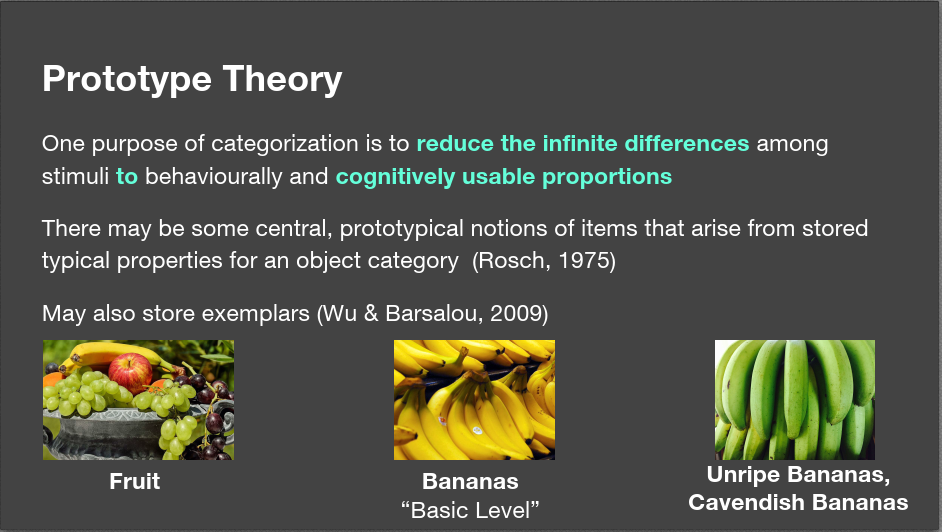 Prototype Theory
One purpose of categorization is to reduce the infinite differences among
stimuli to behaviourally and cognitively usable proportions
There may be some central, prototypical notions of items that arise from stored
typical properties for an object category (Rosch, 1975)
May also store exemplars (Wu & Barsalou, 2009)
Fruit
Bananas
“Basic Level”
Unripe Bananas,
Cavendish Bananas